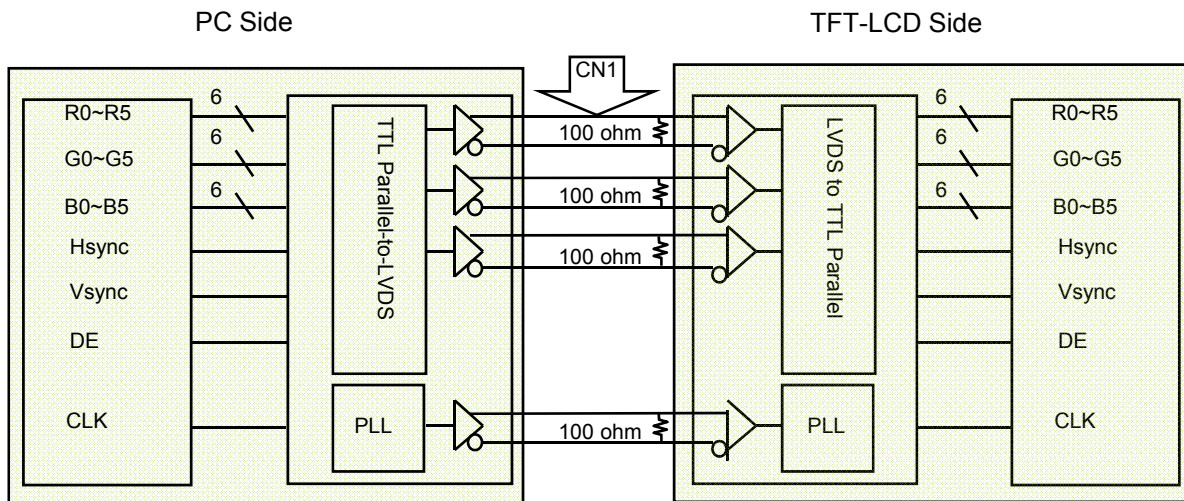 PC Side
TFT-LCD Side
CN1
R0~R5
6
G0~G5
6
B0~B5
6
Hsync
Vsync
DE
CLK
TTL Parallel-to-LVDS
PLL
100 ohm
100 ohm
100 ohm
100 ohm
LVDS to TTL Parallel
PLL
6
R0~R5
6
G0~G5
6
B0~B5
Hsync
Vsync
DE
CLK